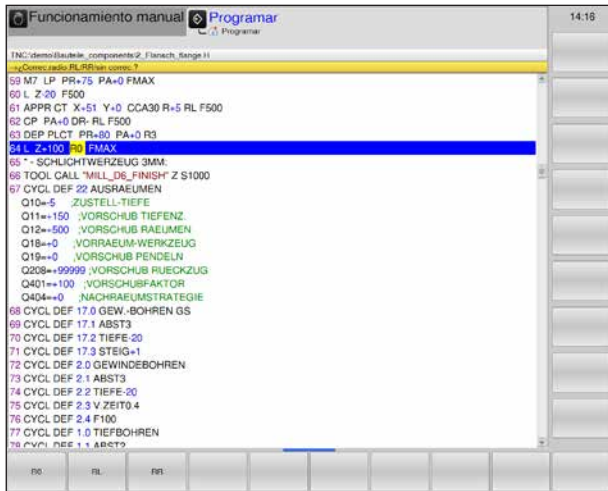 Funcionamiento manual
Programar
Programar
14:16
TNC:\demo\Bauteile_components\2_Flansch_flange.H
→¿Correc.radio RL/RR/sin correc.?
59 M7 LP PR+75 PA+0 FMAX
60 L Z-20 F500
61 APPR CT X+51 Y+0 CCA30 R+5 RL F500
62 CP PA+0 DR- RL F500
63 DEP PLCT PR+80 PA+0 R3
64 L Z+100 R0 FMAX
65 * - SCHLICHTWERKZEUG 3MM:
66 TOOL CALL "MILL_D6_FINISH" Z S1000
67 CYCL DEF 22 AUSRAEUMEN
Q10=-5 ;ZUSTELL-TIEFE
Q11=+150 ;VORSCHUB TIEFENZ.
Q12=+500 ;VORSCHUB RAEUMEN
Q18=+0 ;VORRAEUM-WERKZEUG
Q19=+0 ;VORSCHUB PENDELN
Q208=+99999 ;VORSCHUB RUECKZUG
Q401=+100 ;VORSCHUBFAKTOR
Q404=+0 ;NACHRAEUMSTRATEGIE
68 CYCL DEF 17.0 GEW.-BOHREN GS
69 CYCL DEF 17.1 ABST3
70 CYCL DEF 17.2 TIEFE-20
71 CYCL DEF 17.3 STEIG+1
72 CYCL DEF 2.0 GEWINDEBOHREN
73 CYCL DEF 2.1 ABST3
74 CYCL DEF 2.2 TIEFE-20
75 CYCL DEF 2.3 V.ZEIT0.4
76 CYCL DEF 2.4 F100
77 CYCL DEF 1.0 TIEFBOHREN
78 CYCL DEF 1.1 ABST2
R0
RL
RR